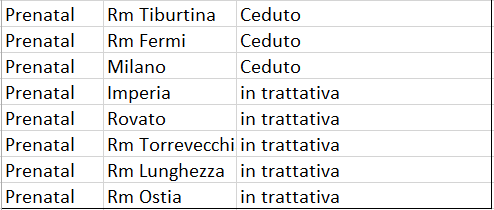 Prenatal Rm Tiburtina Ceduto
Prenatal Rm Fermi Ceduto
Prenatal Milano Ceduto
Prenatal Imperia in trattativa
Prenatal Rovato in trattativa
Prenatal Rm Torrevecchi in trattativa
Prenatal Rm Lunghezza in trattativa
Prenatal Rm Ostia in trattativa